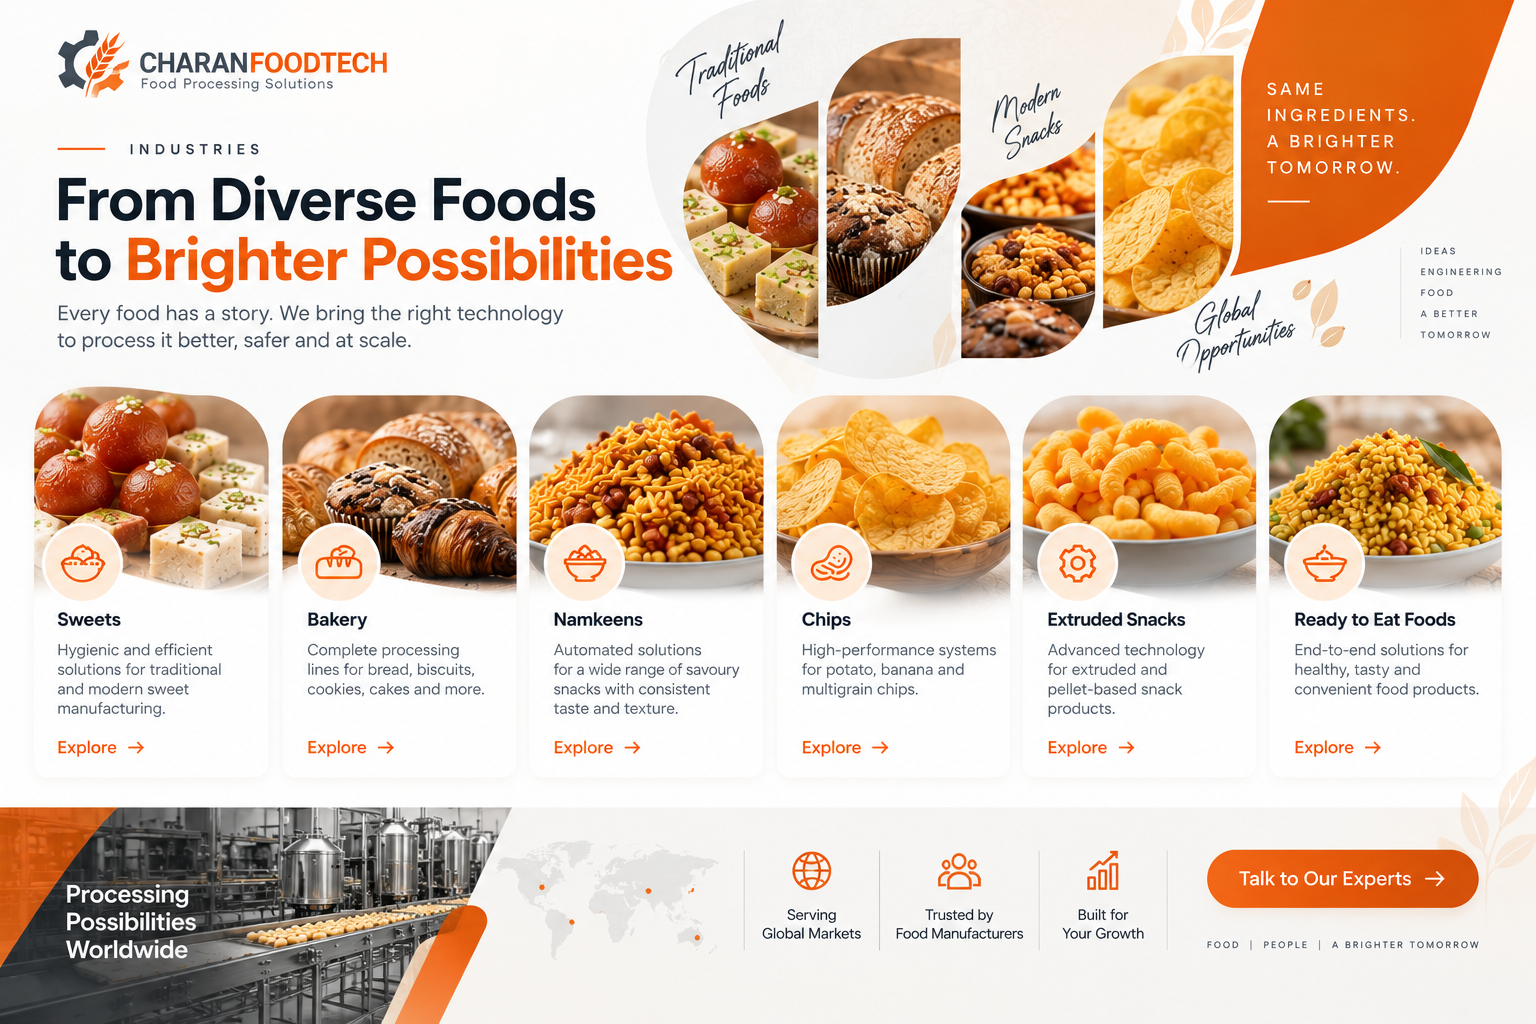 CHARANFOODTECH
Food Processing Solutions
INDUSTRIES
From Diverse Foods
to Brighter Possibilities
Every food has a story. We bring the right technology
to process it better, safer and at scale.
Traditional
Foods
Modern
Snacks
Global
Opportunities
SAME
INGREDIENTS.
A BRIGHTER
TOMORROW.
IDEAS
ENGINEERING
FOOD
A BETTER
TOMORROW
Sweets
Hygienic and efficient
solutions for traditional
and modern sweet
manufacturing.
Explore →
Bakery
Complete processing
lines for bread, biscuits,
cookies, cakes and more.
Explore →
Namkeens
Automated solutions
for a wide range of savoury
snacks with consistent
taste and texture.
Explore →
Chips
High-performance systems
for potato, banana and
multigrain chips.
Explore →
Extruded Snacks
Advanced technology
for extruded and
pellet-based snack
products.
Explore →
Ready to Eat Foods
End-to-end solutions for
healthy, tasty and
convenient food products.
Explore →
Processing
Possibilities
Worldwide
Serving
Global Markets
Trusted by
Food Manufacturers
Built for
Your Growth
Talk to Our Experts →
FOOD | PEOPLE | A BRIGHTER TOMORROW